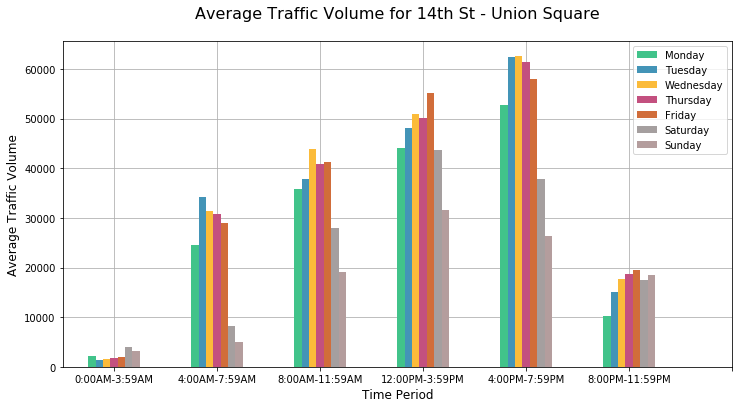 Average Traffic Volume for 14th St - Union Square
Average Traffic Volume
60000
50000
40000
30000
20000
10000
0
Monday
Tuesday
Wednesday
Thursday
Friday
Saturday
Sunday
0:00AM-3:59AM 4:00AM-7:59AM 8:00AM-11:59AM 12:00PM-3:59PM 4:00PM-7:59PM 8:00PM-11:59PM
Time Period